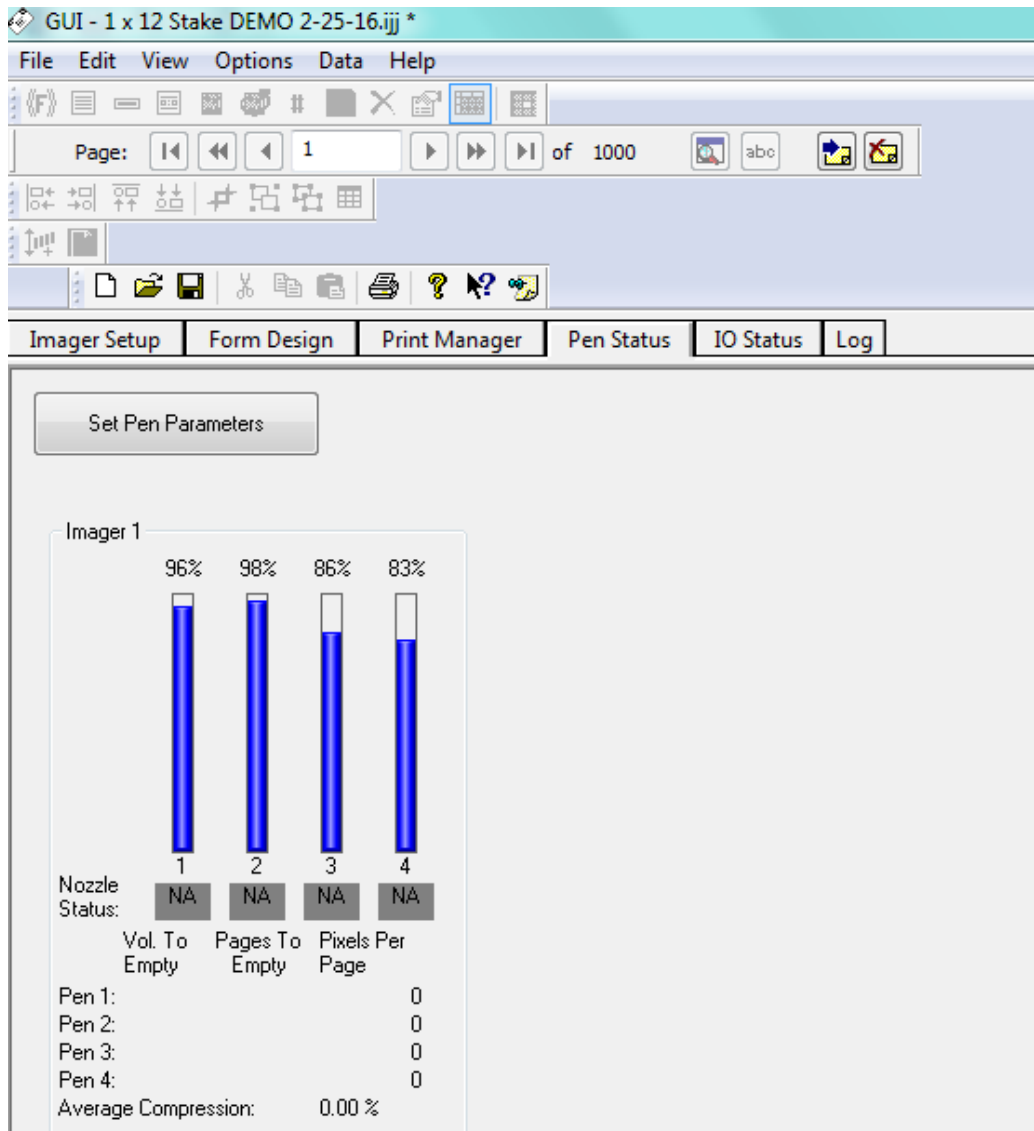 GUI - 1 x 12 Stake DEMO 2-25-16.ijj *
File Edit View Options Data Help
{F} #
Page: 1 of 1000 abc
Imager Setup Form Design Print Manager Pen Status IO Status Log
Set Pen Parameters
Imager 1
96% 98% 86% 83%
1 2 3 4
Nozzle
Status: NA NA NA NA
Vol. To Pages To Pixels Per
Empty Empty Page
Pen 1: 0
Pen 2: 0
Pen 3: 0
Pen 4: 0
Average Compression: 0.00 %